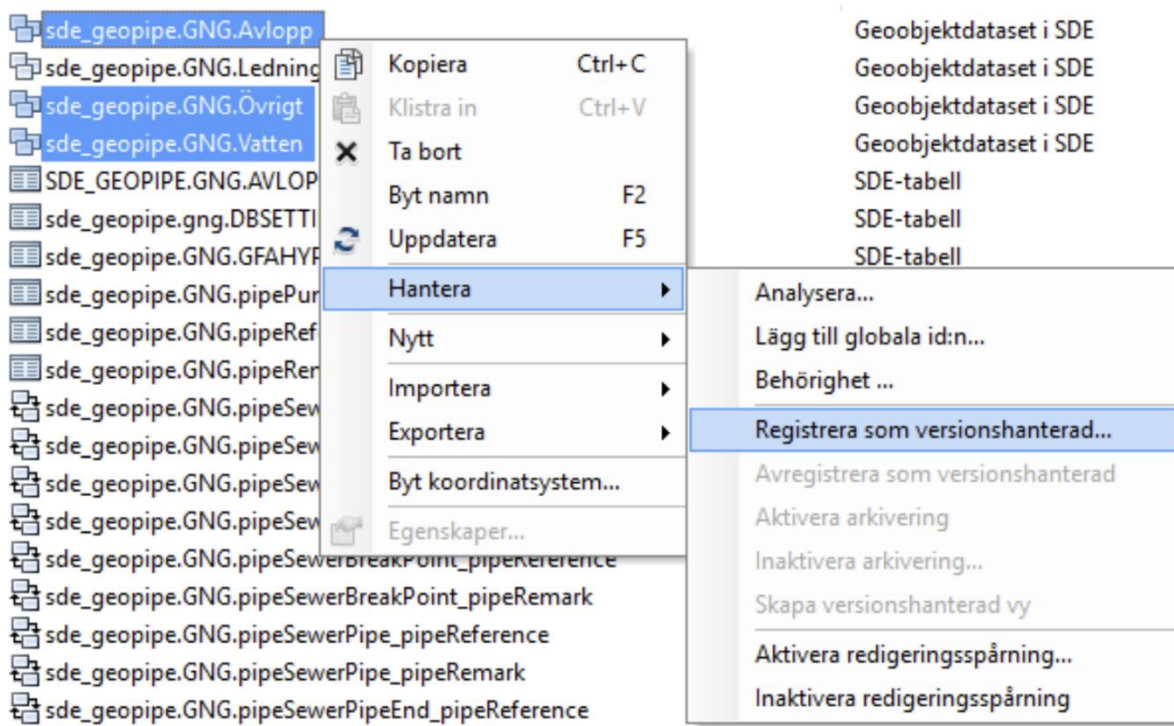 sde_geopipe.GNG.Avlopp
Geoobjektdataset i SDE
sde_geopipe.GNG.Ledning
Geoobjektdataset i SDE
sde_geopipe.GNG.Övrigt
Geoobjektdataset i SDE
sde_geopipe.GNG.Vatten
Geoobjektdataset i SDE
SDE_GEOPIPE.GNG.AVLOP
SDE-tabell
sde_geopipe.gng.DBSETTI
SDE-tabell
sde_geopipe.GNG.GFAHYF
SDE-tabell
sde_geopipe.GNG.pipePur
sde_geopipe.GNG.pipeRef
sde_geopipe.GNG.pipeRer
sde_geopipe.GNG.pipeSew
sde_geopipe.GNG.pipeSew
sde_geopipe.GNG.pipeSew
sde_geopipe.GNG.pipeSew
sde_geopipe.GNG.pipeSewerBreakPoint_pipeReference
sde_geopipe.GNG.pipeSewerBreakPoint_pipeRemark
sde_geopipe.GNG.pipeSewerPipe_pipeReference
sde_geopipe.GNG.pipeSewerPipe_pipeRemark
sde_geopipe.GNG.pipeSewerPipeEnd_pipeReference
Kopiera Ctrl+C
Klistra in Ctrl+V
Ta bort
Byt namn F2
Uppdatera F5
Hantera
Nytt
Importera
Exportera
Byt koordinatsystem...
Egenskaper...
Analysera...
Lägg till globala id:n...
Behörighet ...
Registrera som versionshanterad...
Avregistrera som versionshanterad
Aktivera arkivering
Inaktivera arkivering...
Skapa versionshanterad vy
Aktivera redigeringsspårning...
Inaktivera redigeringsspårning